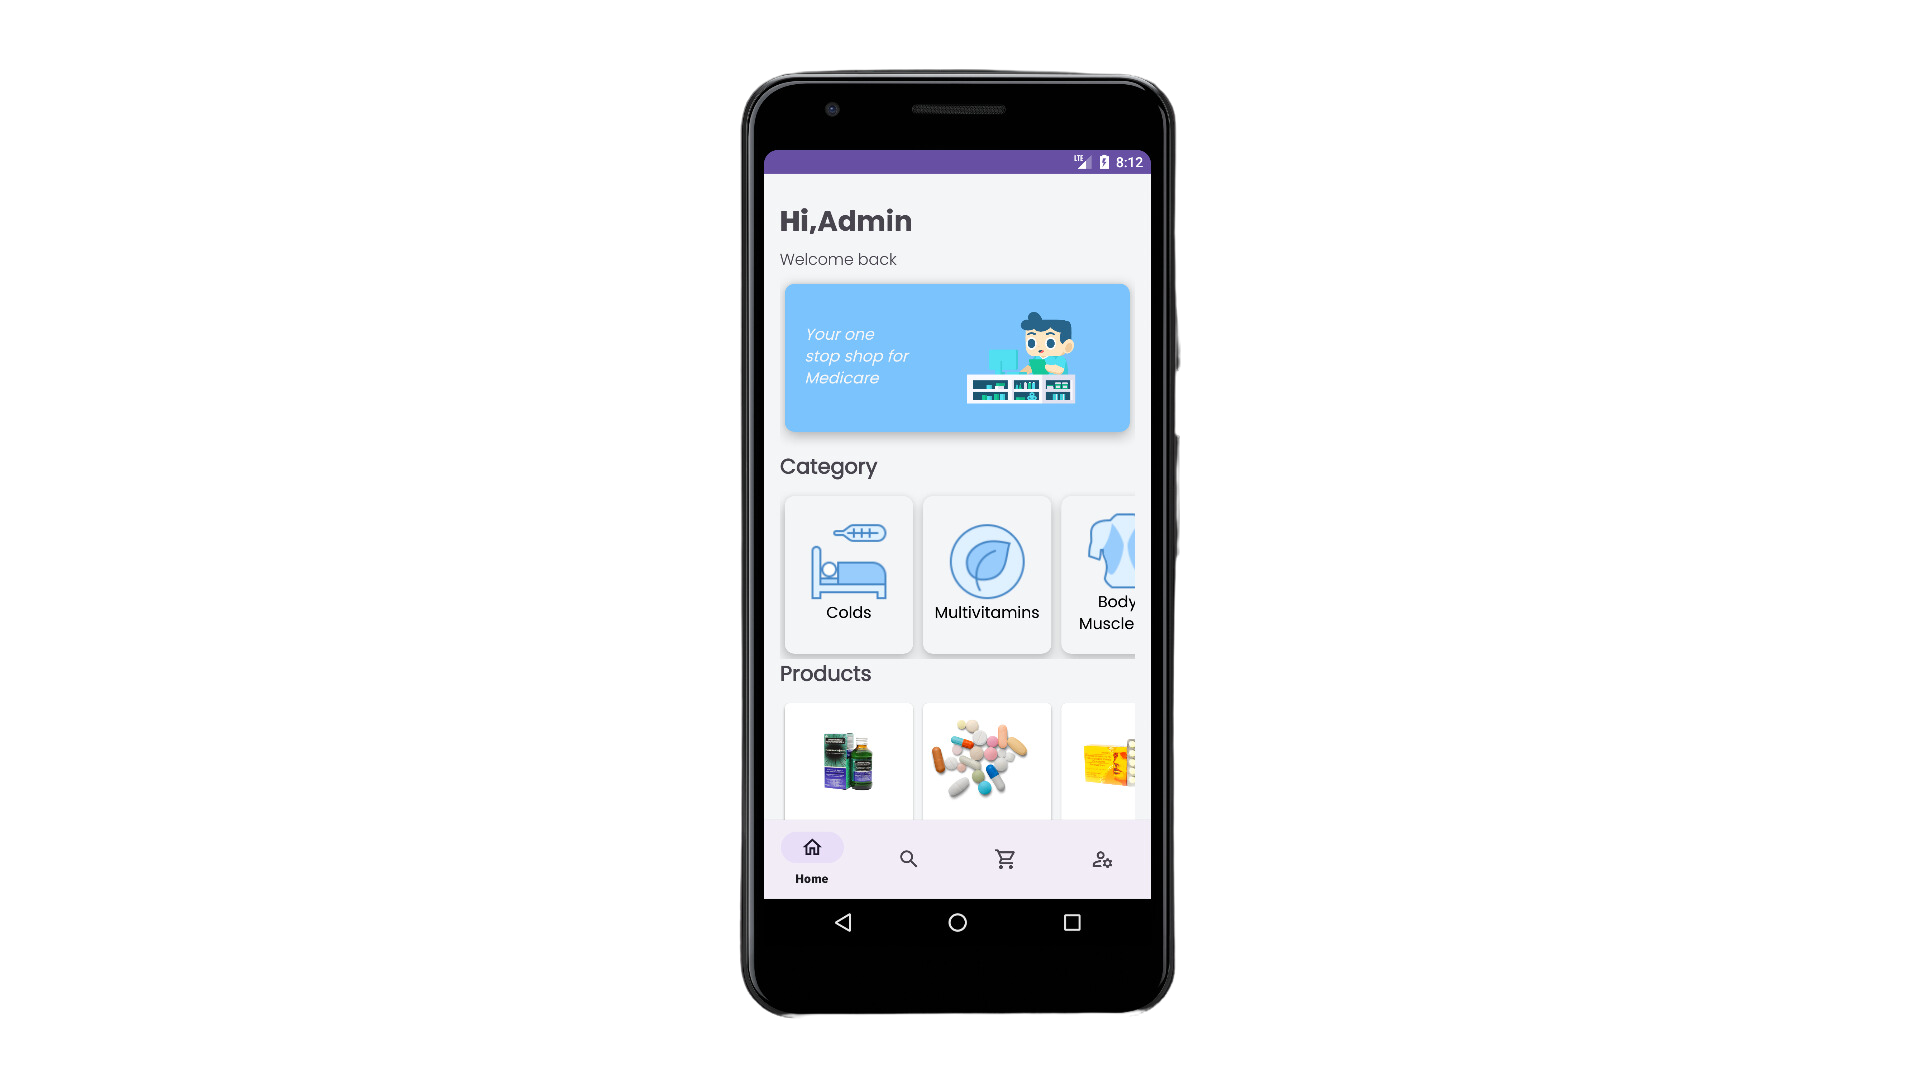 LTE 8:12
Hi,Admin
Welcome back
Your one
stop shop for
Medicare
Category
Colds
Multivitamins
Body
Muscle
Products
Home